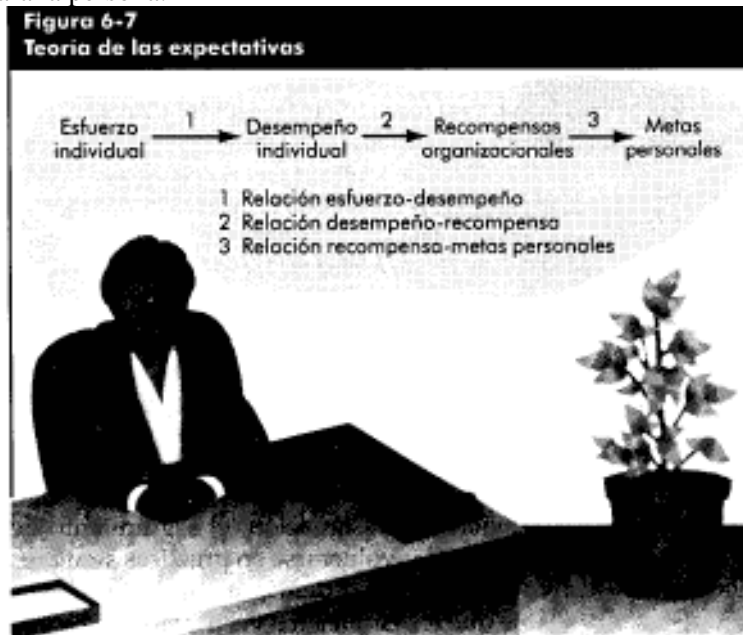 Figura 6-7
Teoría de las expectativas
Esfuerzo individual
1
Desempeño individual
2
Recompensas organizacionales
3
Metas personales
1 Relación esfuerzo-desempeño
2 Relación desempeño-recompensa
3 Relación recompensa-metas personales